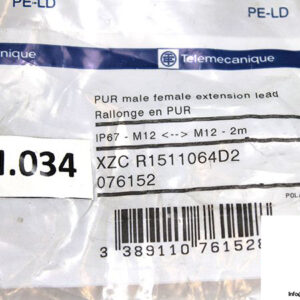 PE-LD
PE-LD
canique
Telemecanique
PUR male female extension lead
Rallonge en PUR
IP67 - M12 <--> M12 - 2m
1.034
XZC R1511064D2
076152
3 389110 761528